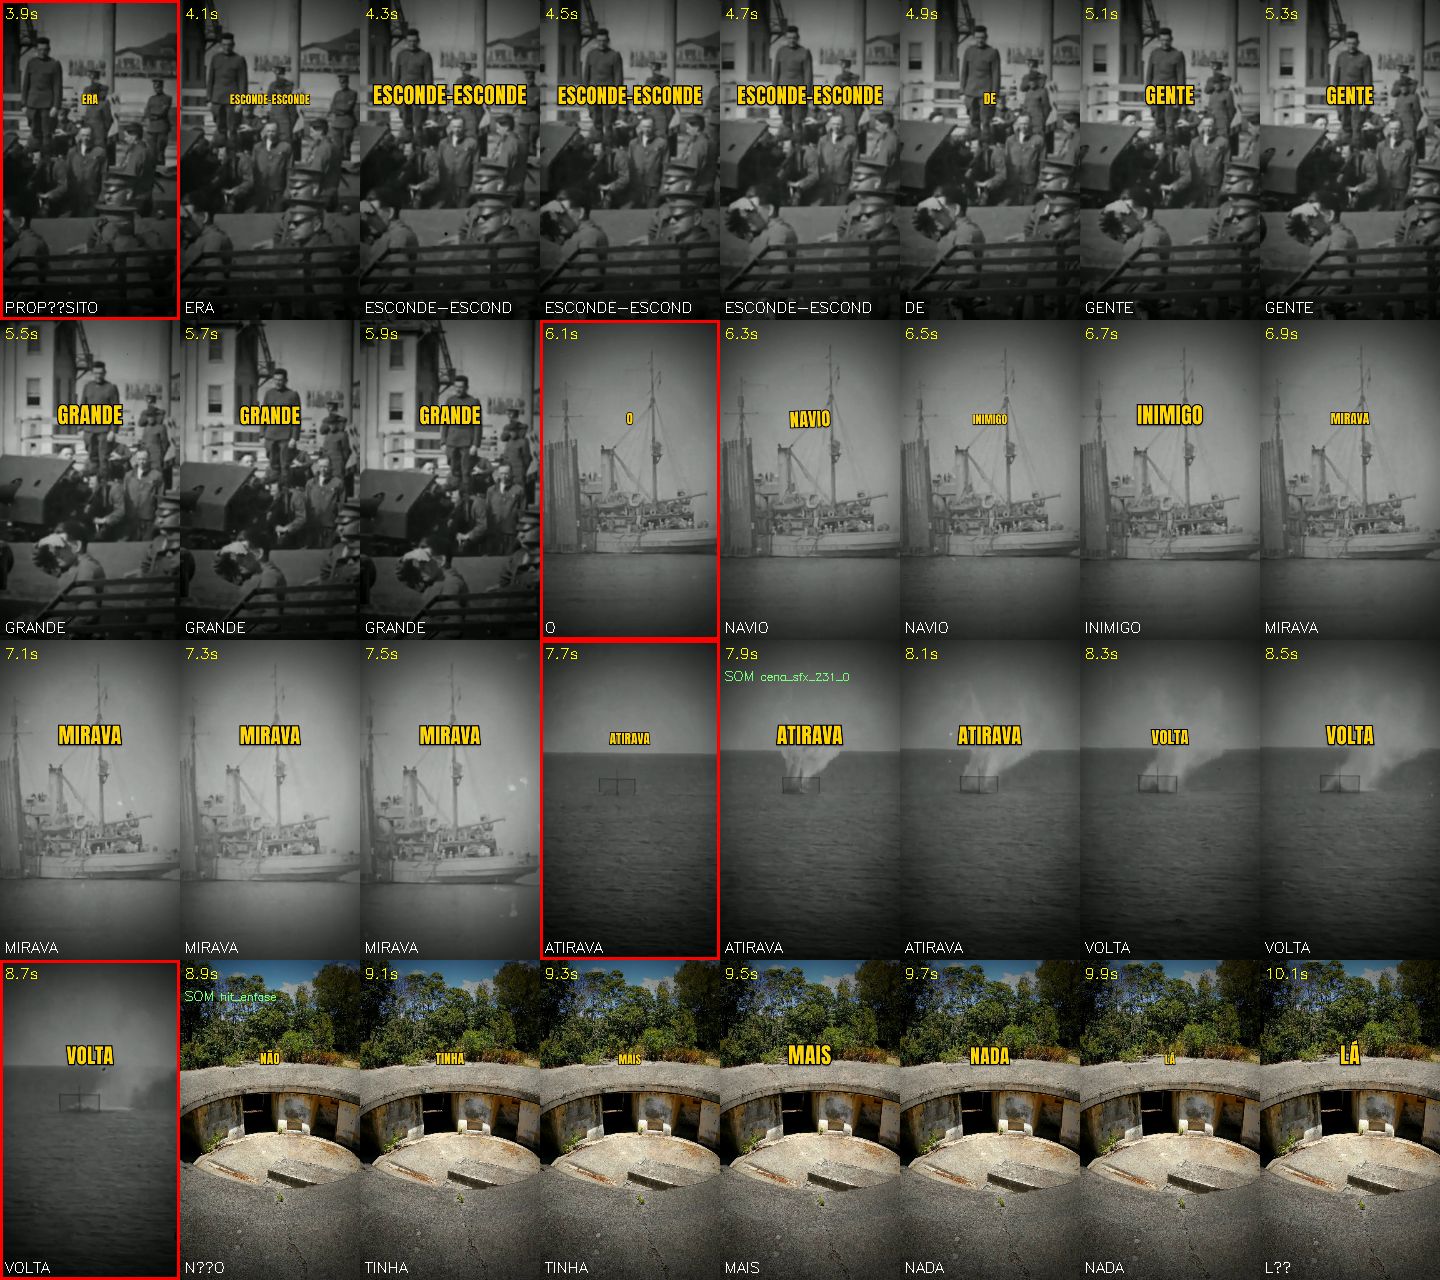 3.9s
ERA
PROP??SITO
4.1s
ESCONDE-ESCONDE
ERA
4.3s
ESCONDE-ESCONDE
ESCONDE-ESCOND
4.5s
ESCONDE-ESCONDE
ESCONDE-ESCOND
4.7s
ESCONDE-ESCONDE
ESCONDE-ESCOND
4.9s
DE
DE
5.1s
GENTE
GENTE
5.3s
GENTE
GENTE
5.5s
GRANDE
GRANDE
5.7s
GRANDE
GRANDE
5.9s
GRANDE
GRANDE
6.1s
O
O
6.3s
NAVIO
NAVIO
6.5s
INIMIGO
NAVIO
6.7s
INIMIGO
INIMIGO
6.9s
MIRAVA
MIRAVA
7.1s
MIRAVA
MIRAVA
7.3s
MIRAVA
MIRAVA
7.5s
MIRAVA
MIRAVA
7.7s
ATIRAVA
ATIRAVA
7.9s
SOM cena_sfx_231_0
ATIRAVA
ATIRAVA
8.1s
ATIRAVA
ATIRAVA
8.3s
VOLTA
VOLTA
8.5s
VOLTA
VOLTA
8.7s
VOLTA
VOLTA
8.9s
SOM hit_enfase
NÃO
N??O
9.1s
TINHA
TINHA
9.3s
MAIS
TINHA
9.5s
MAIS
MAIS
9.7s
NADA
NADA
9.9s
LÁ
NADA
10.1s
LÁ
L??